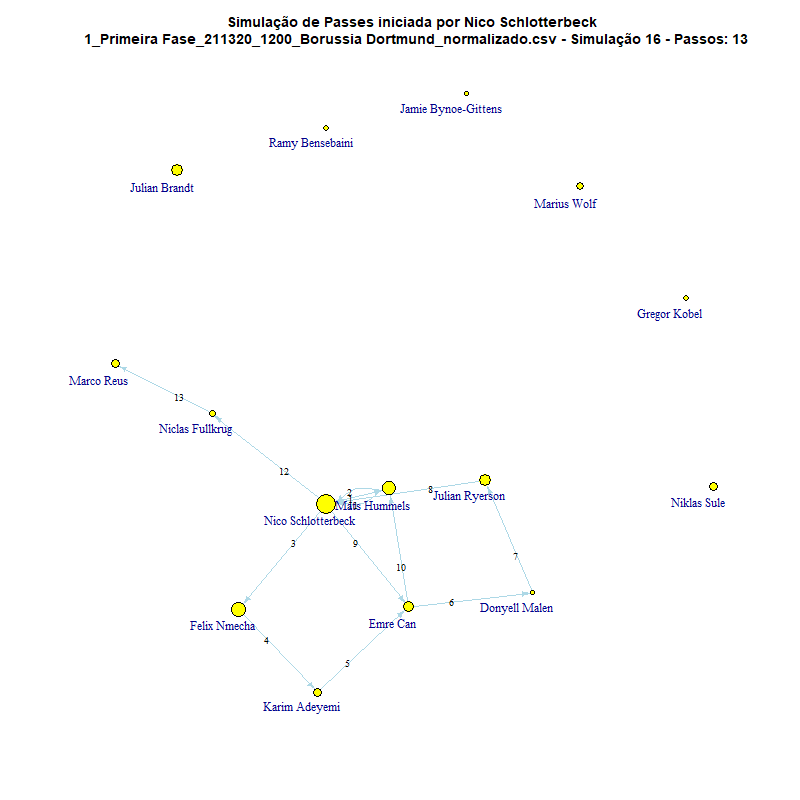 Simulação de Passes iniciada por Nico Schlotterbeck
1_Primeira Fase_211320_1200_Borussia Dortmund_normalizado.csv - Simulação 16 - Passos: 13
Jamie Bynoe-Gittens
Ramy Bensebaini
Julian Brandt
Marius Wolf
Gregor Kobel
Marco Reus
13
Niclas Fullkrug
12
2
8
Julian Ryerson
Mats Hummels
Niklas Sule
Nico Schlotterbeck
3
9
7
10
6
Donyell Malen
Felix Nmecha
Emre Can
4
5
Karim Adeyemi